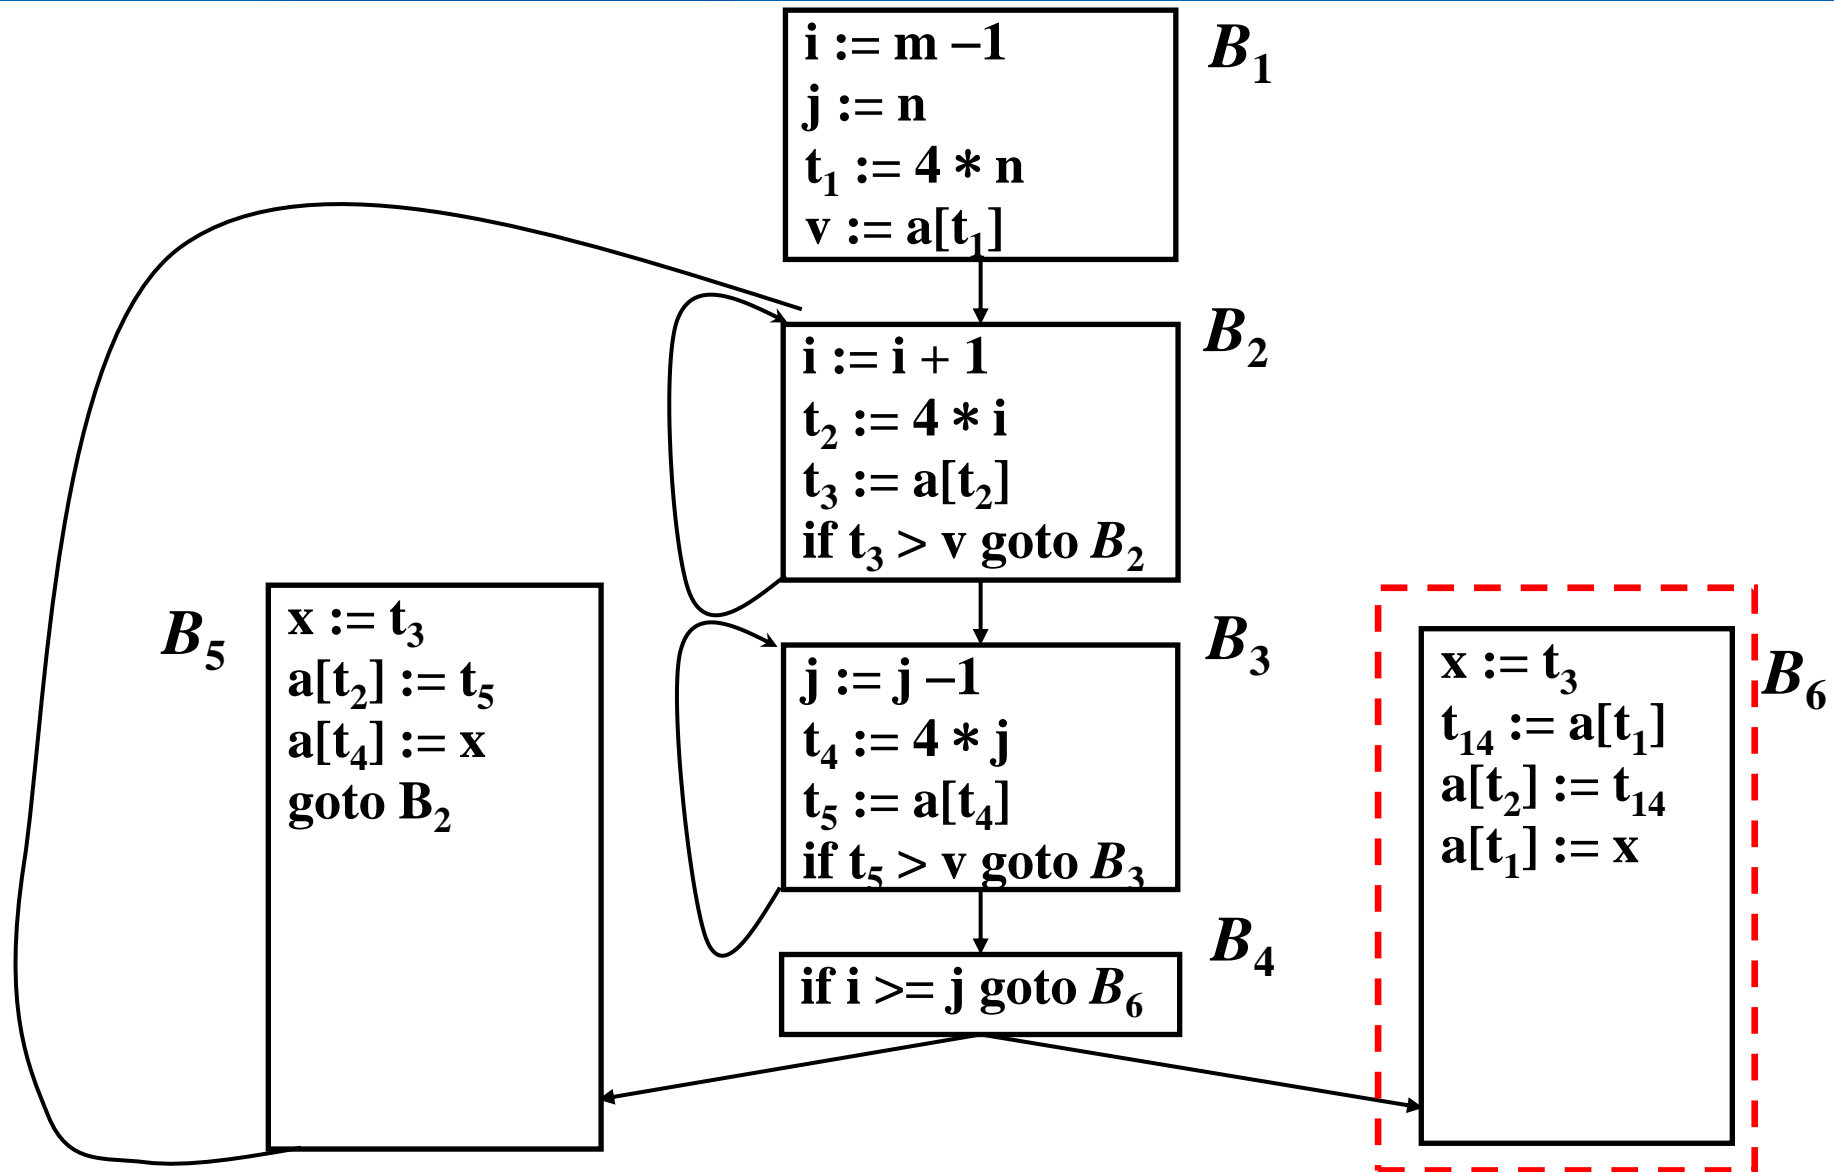 i := m –1
j := n
t₁ := 4 * n
v := a[t₁]
B₁
i := i + 1
t₂ := 4 * i
t₃ := a[t₂]
if t₃ > v goto B₂
B₂
B₅
x := t₃
a[t₂] := t₅
a[t₄] := x
goto B₂
j := j –1
t₄ := 4 * j
t₅ := a[t₄]
if t₅ > v goto B₃
B₃
if i >= j goto B₆
B₄
x := t₃
t₁₄ := a[t₁]
a[t₂] := t₁₄
a[t₁] := x
B₆